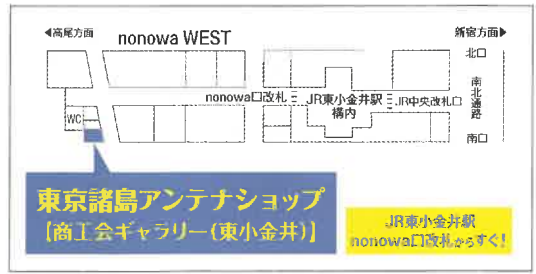 ◀高尾方面
新宿方面▶
nonowa WEST
北口
nonowa口改札
JR東小金井駅
構内
JR中央改札口
南北通路
WC
南口
東京諸島アンテナショップ
【商工会ギャラリー(東小金井)】
JR東小金井駅
nonowa口改札からすぐ!